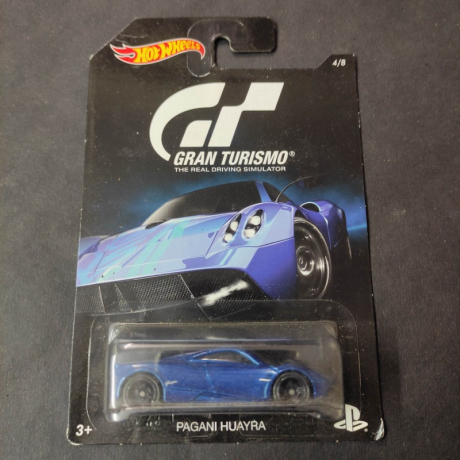 Hot Wheels
4/8
GT
GRAN TURISMO®
THE REAL DRIVING SIMULATOR
3+
PAGANI HUAYRA